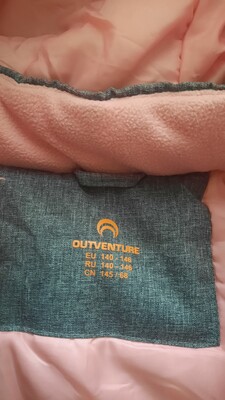 OUTVENTURE
EU 140 - 146
RU 140 - 146
CN 145 / 68